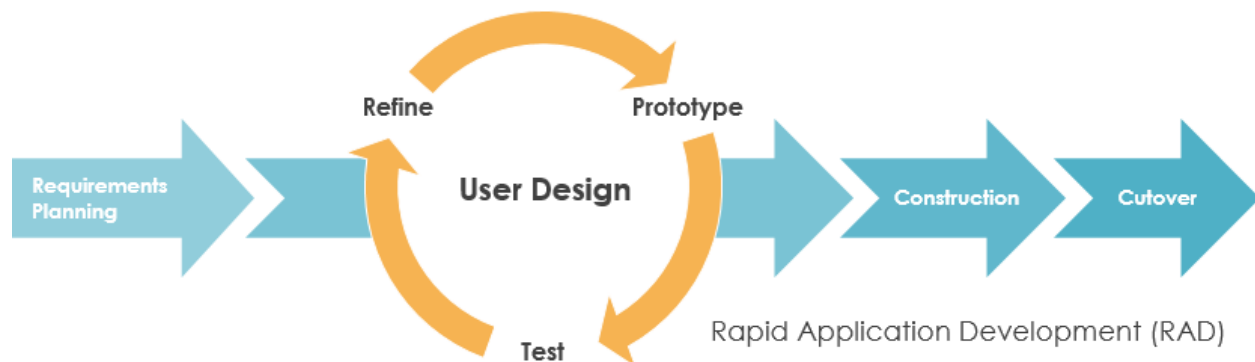 Refine
Prototype
Requirements
Planning
User Design
Construction
Cutover
Test
Rapid Application Development (RAD)